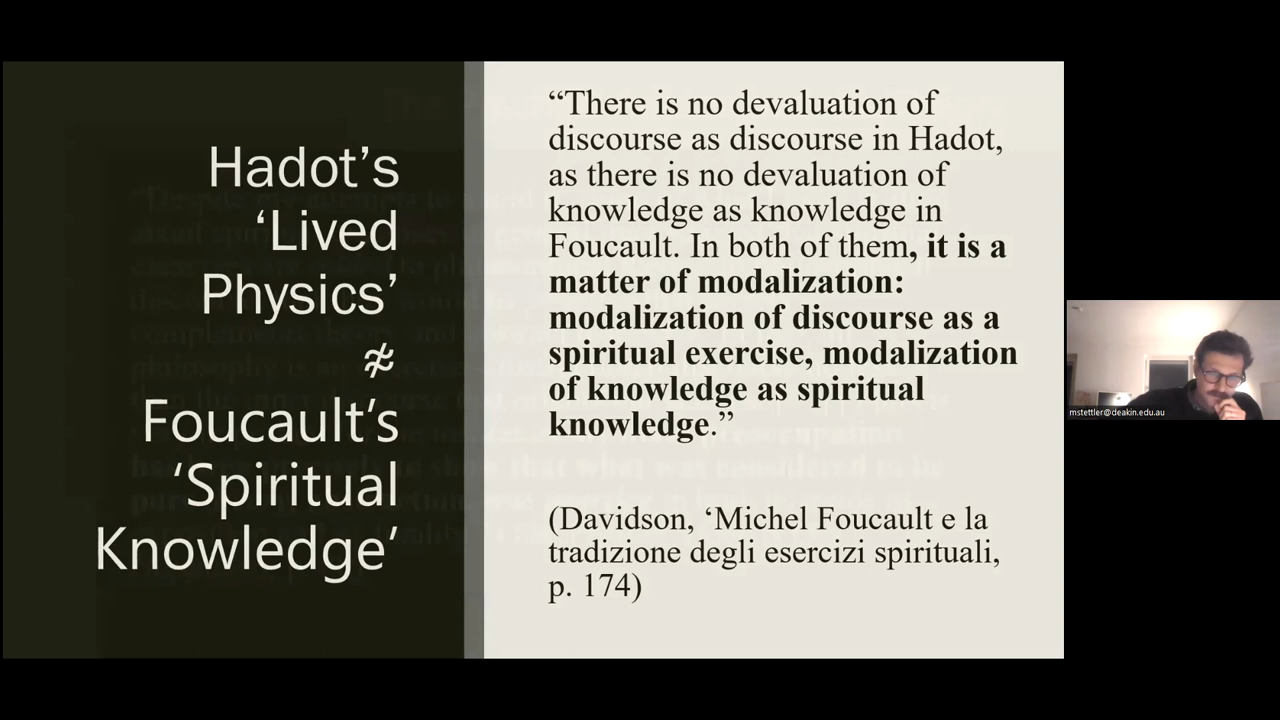 Hadot’s
‘Lived
Physics’
≉
Foucault’s
‘Spiritual
Knowledge’
“There is no devaluation of
discourse as discourse in Hadot,
as there is no devaluation of
knowledge as knowledge in
Foucault. In both of them, it is a
matter of modalization:
modalization of discourse as a
spiritual exercise, modalization
of knowledge as spiritual
knowledge.”
(Davidson, ‘Michel Foucault e la
tradizione degli esercizi spirituali,
p. 174)
mstettler@deakin.edu.au